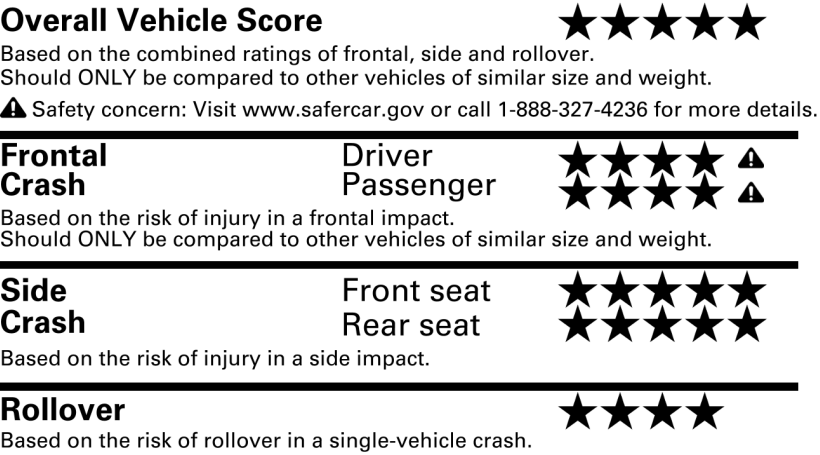 Overall Vehicle Score ★★★★★
Based on the combined ratings of frontal, side and rollover.
Should ONLY be compared to other vehicles of similar size and weight.
⚠ Safety concern: Visit www.safercar.gov or call 1-888-327-4236 for more details.
Frontal Driver ★★★★ ⚠
Crash Passenger ★★★★ ⚠
Based on the risk of injury in a frontal impact.
Should ONLY be compared to other vehicles of similar size and weight.
Side Front seat ★★★★★
Crash Rear seat ★★★★★
Based on the risk of injury in a side impact.
Rollover ★★★★
Based on the risk of rollover in a single-vehicle crash.